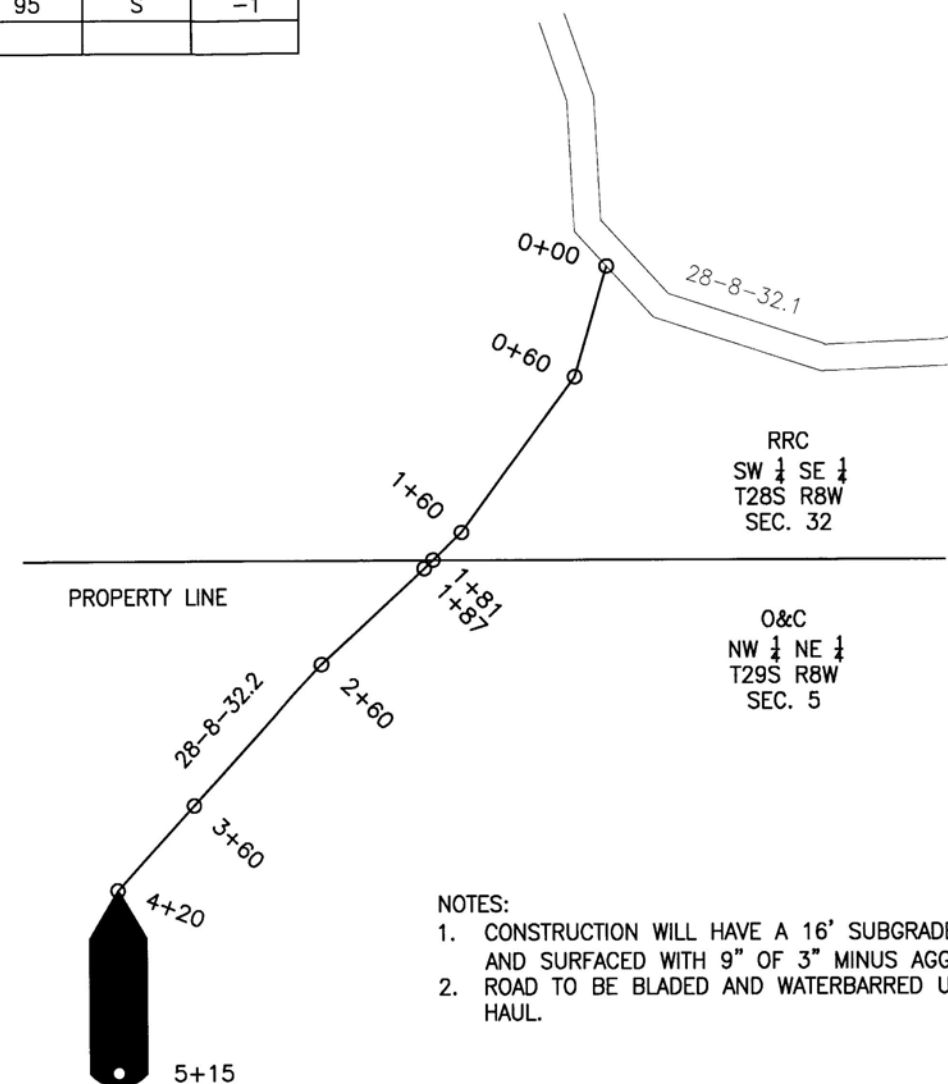 95 S -1
0+00
28-8-32.1
0+60
RRC
SW 1/4 SE 1/4
T28S R8W
SEC. 32
1+60
1+81
1+87
PROPERTY LINE
O&C
NW 1/4 NE 1/4
T29S R8W
SEC. 5
2+60
28-8-32.2
3+60
4+20
NOTES:
1. CONSTRUCTION WILL HAVE A 16' SUBGRADE
AND SURFACED WITH 9" OF 3" MINUS
2. ROAD TO BE BLADED AND WATERBARRED
HAUL.
5+15